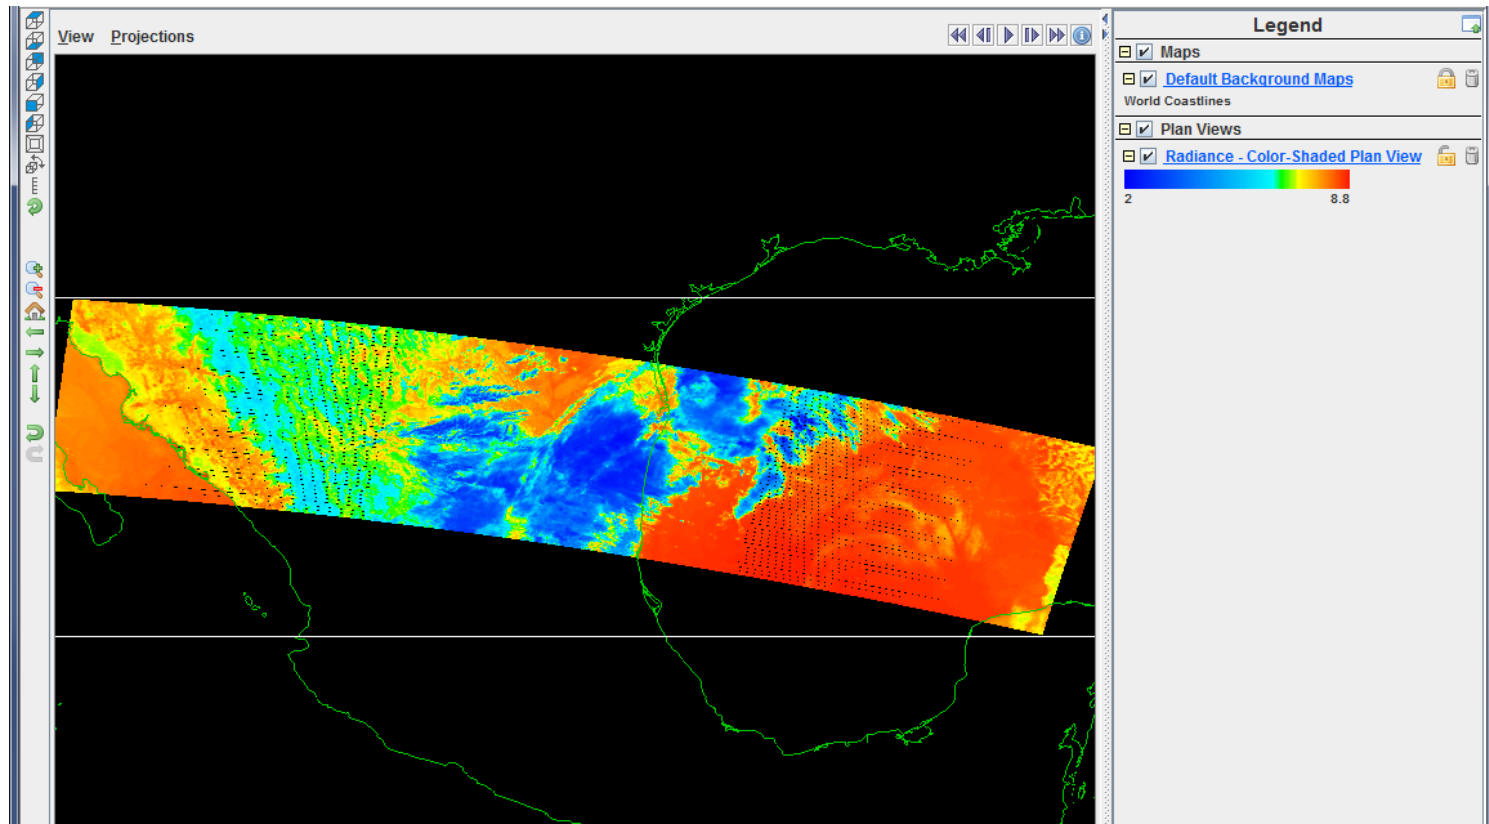 View Projections
Legend
Maps
Default Background Maps
World Coastlines
Plan Views
Radiance - Color-Shaded Plan View
2 8.8